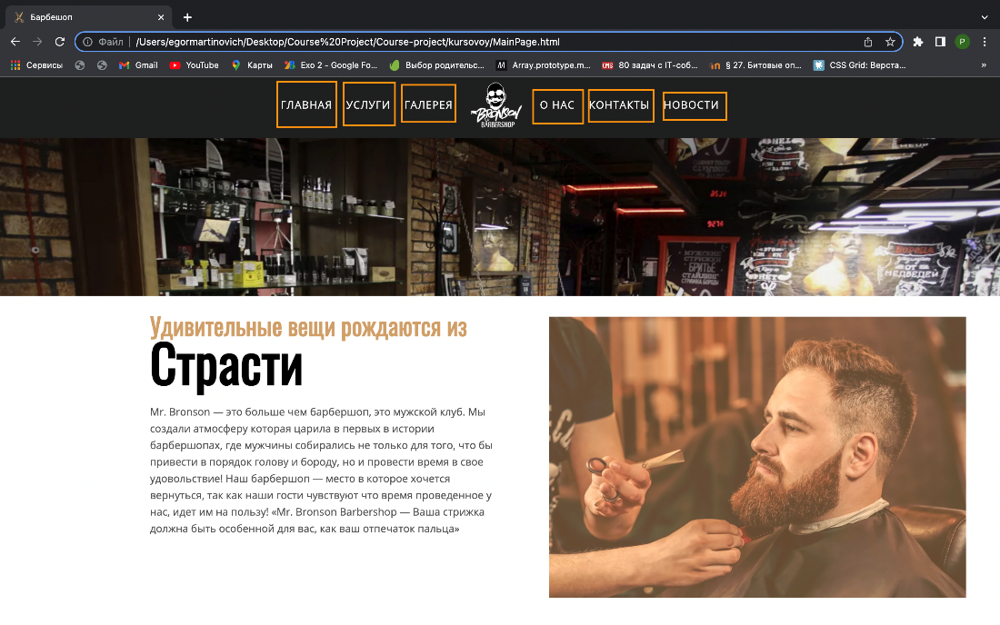 Барбешоп
Файл | /Users/egormartinovich/Desktop/Course%20Project/Course-project/kursovoy/MainPage.html
P
Сервисы Gmail YouTube Карты Exo 2 - Google Fo... Выбор родительс... Array.prototype.m... 80 задач с IT-соб... § 27. Битовые оп... CSS Grid: Верста... »
ГЛАВНАЯ УСЛУГИ ГАЛЕРЕЯ BRONSON BARBERSHOP О НАС КОНТАКТЫ НОВОСТИ
МУЖСКИЕ
СТРИЖКИ
БРИТЬЕ
СТАЙЛИНГ
СТРИЖКА БОРОДЫ
Удивительные вещи рождаются из
Страсти
Mr. Bronson — это больше чем барбершоп, это мужской клуб. Мы
создали атмосферу которая царила в первых в истории
барбершопах, где мужчины собирались не только для того, что бы
привести в порядок голову и бороду, но и провести время в свое
удовольствие! Наш барбершоп — место в которое хочется
вернуться, так как наши гости чувствуют что время проведенное у
нас, идет им на пользу! «Mr. Bronson Barbershop — Ваша стрижка
должна быть особенной для вас, как ваш отпечаток пальца»